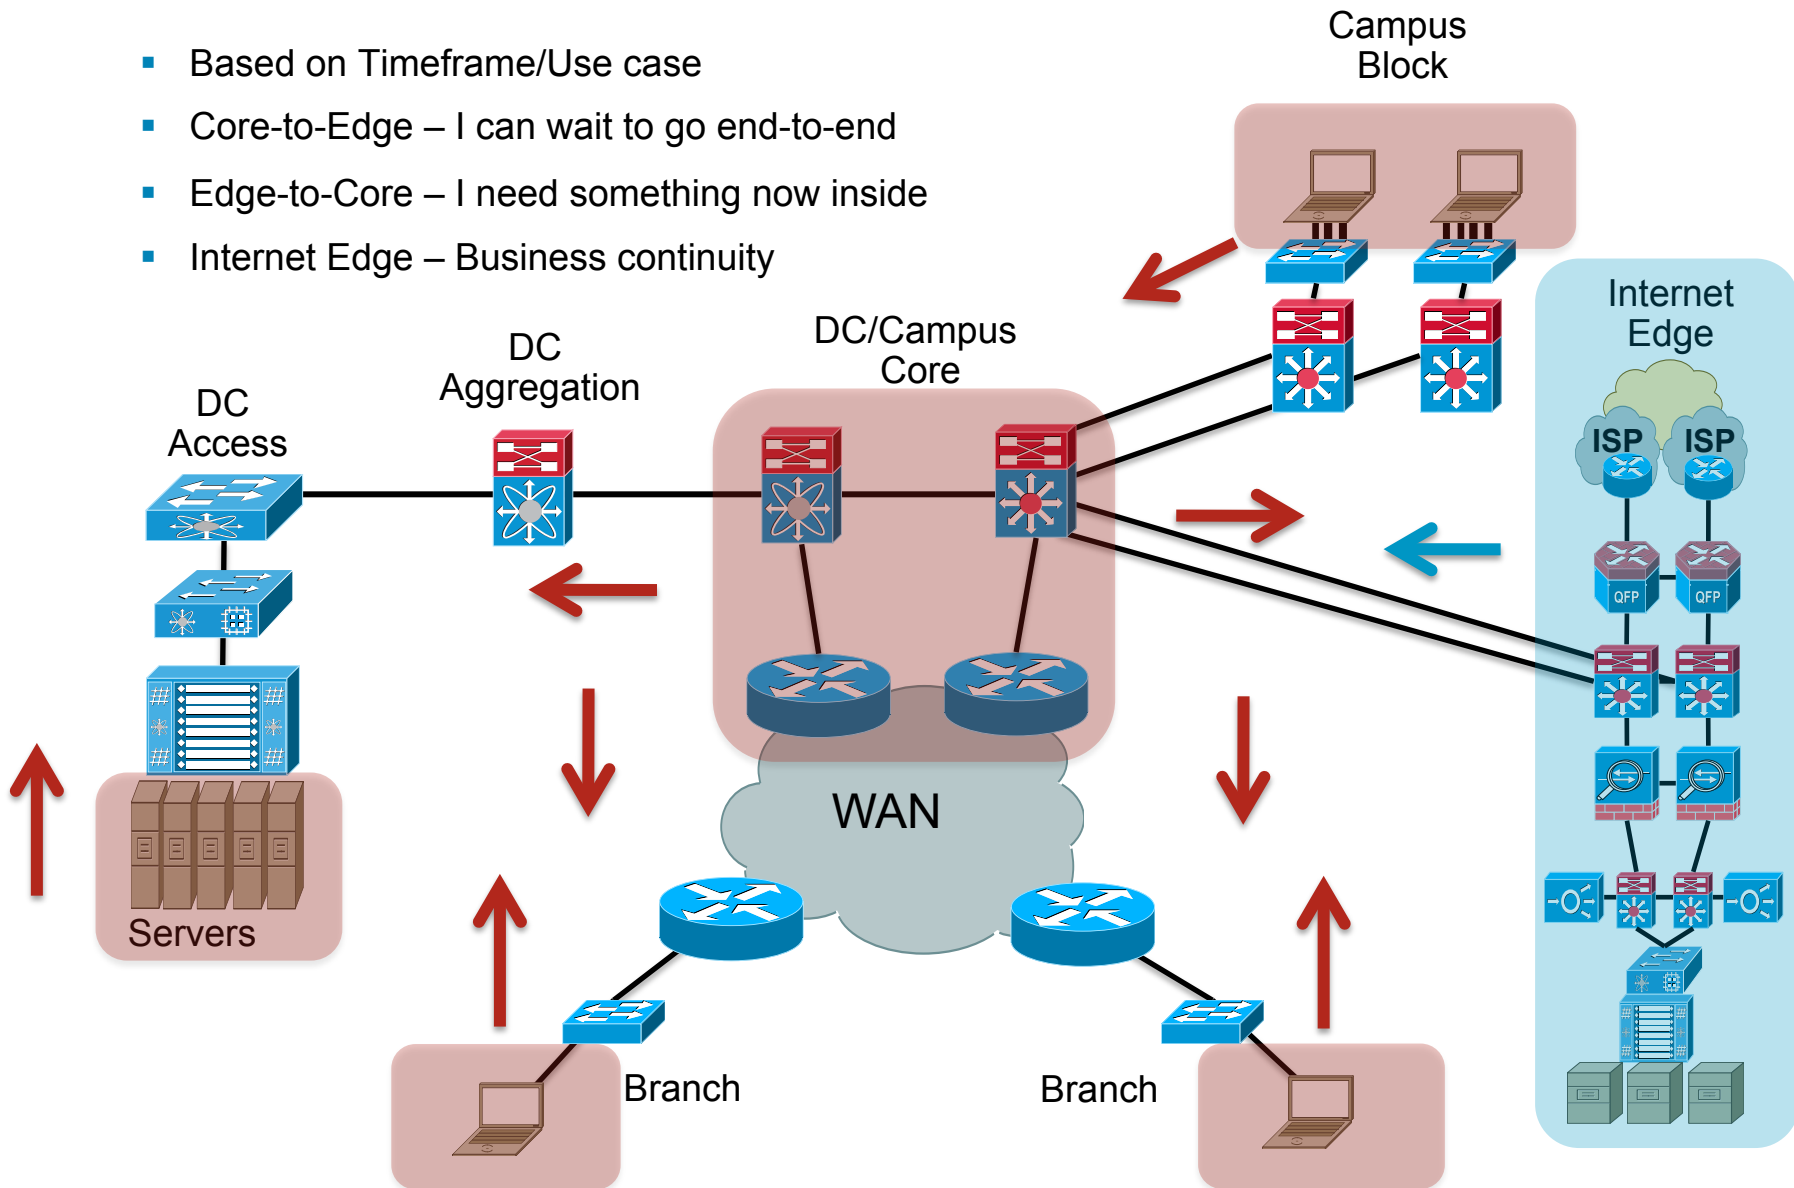 Based on Timeframe/Use case
Core-to-Edge – I can wait to go end-to-end
Edge-to-Core – I need something now inside
Internet Edge – Business continuity
Campus
Block
Internet
Edge
DC/Campus
Core
DC
Aggregation
DC
Access
ISP ISP
QFP QFP
WAN
Servers
Branch
Branch